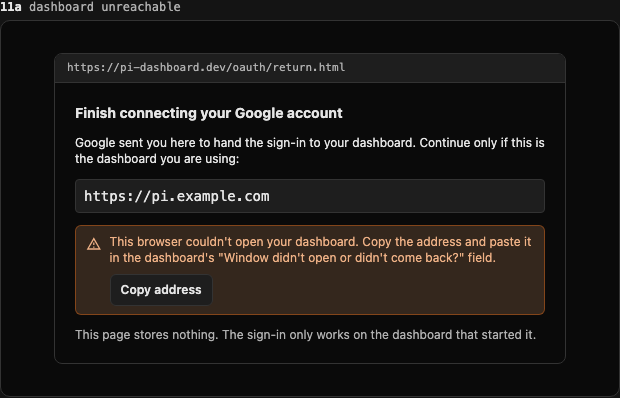 11a dashboard unreachable
https://pi-dashboard.dev/oauth/return.html
Finish connecting your Google account
Google sent you here to hand the sign-in to your dashboard. Continue only if this is
the dashboard you are using:
https://pi.example.com
This browser couldn't open your dashboard. Copy the address and paste it
in the dashboard's "Window didn't open or didn't come back?" field.
Copy address
This page stores nothing. The sign-in only works on the dashboard that started it.